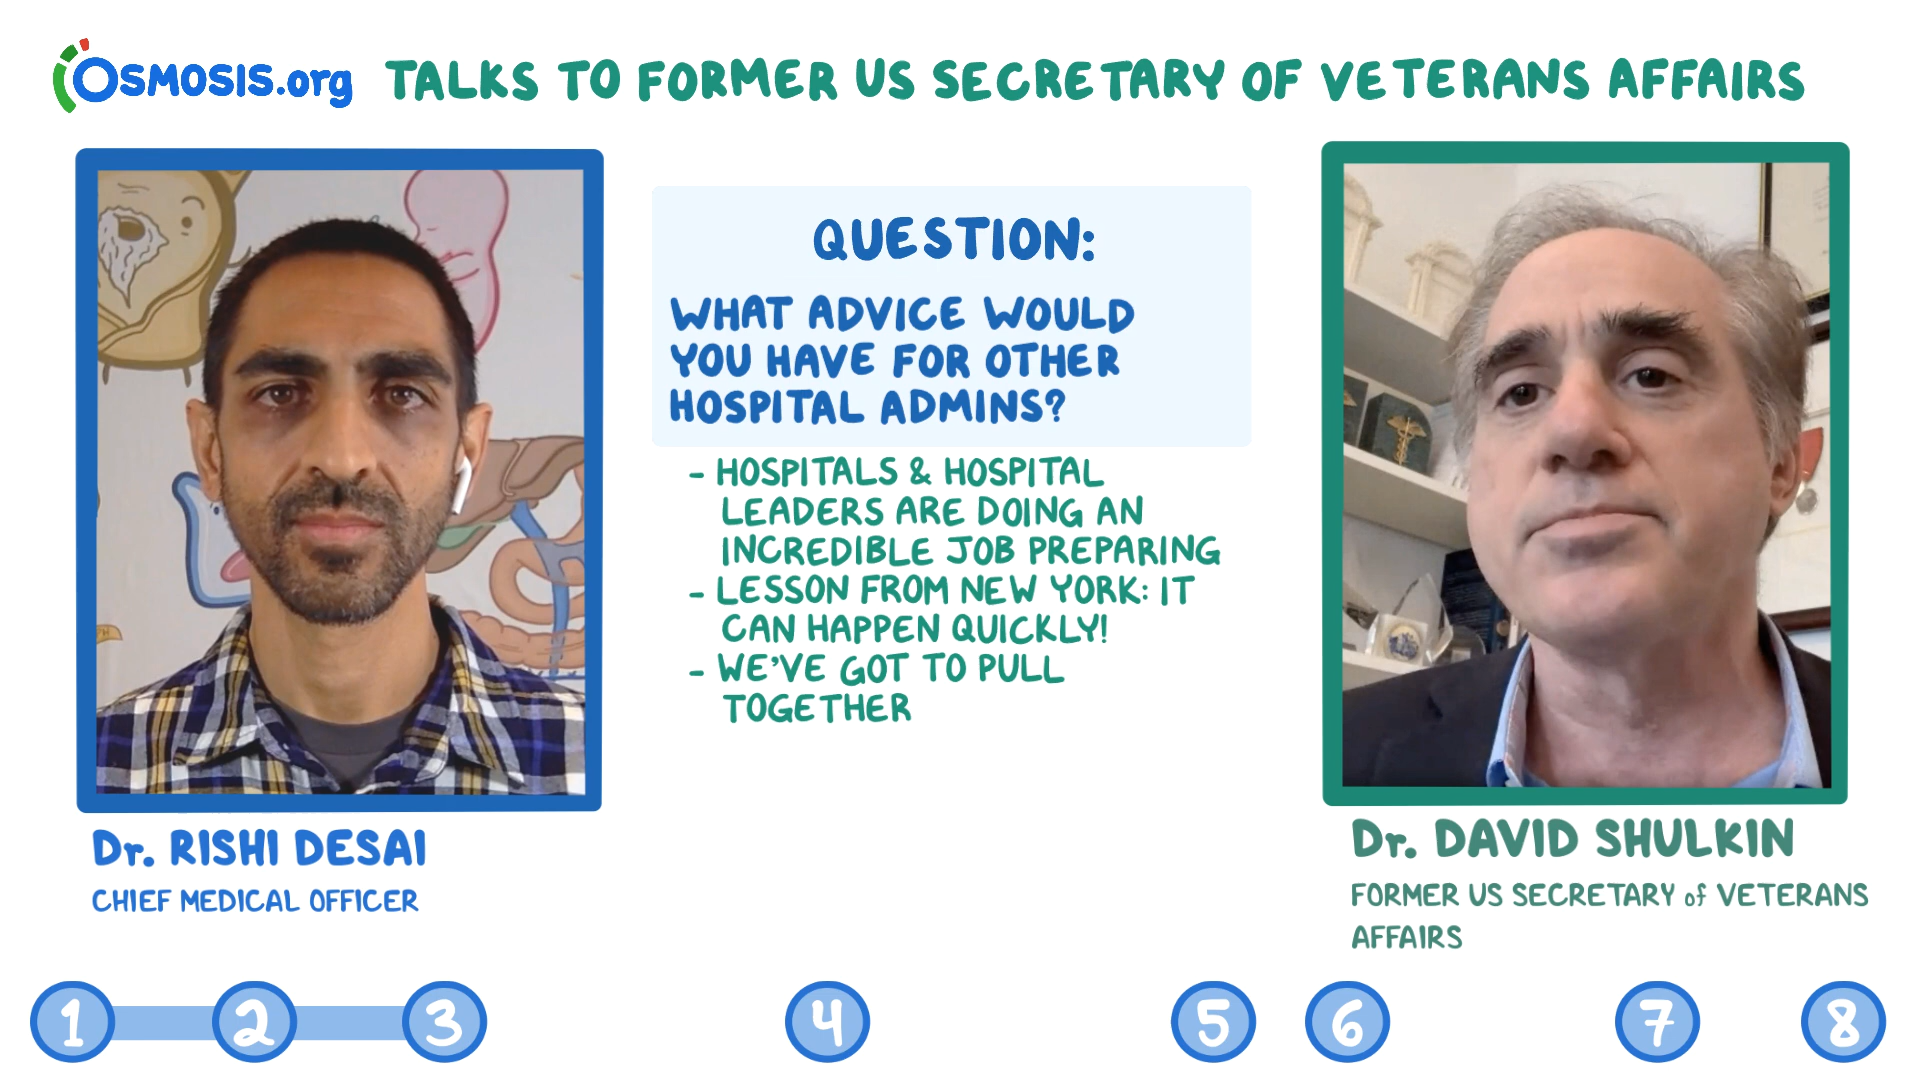 OSMOSIS.org TALKS TO FORMER US SECRETARY OF VETERANS AFFAIRS
QUESTION:
WHAT ADVICE WOULD
YOU HAVE FOR OTHER
HOSPITAL ADMINS?
- HOSPITALS & HOSPITAL
LEADERS ARE DOING AN
INCREDIBLE JOB PREPARING
- LESSON FROM NEW YORK: IT
CAN HAPPEN QUICKLY!
- WE'VE GOT TO PULL
TOGETHER
Dr. RISHI DESAI
CHIEF MEDICAL OFFICER
Dr. DAVID SHULKIN
FORMER US SECRETARY of VETERANS
AFFAIRS
1 2 3 4 5 6 7 8